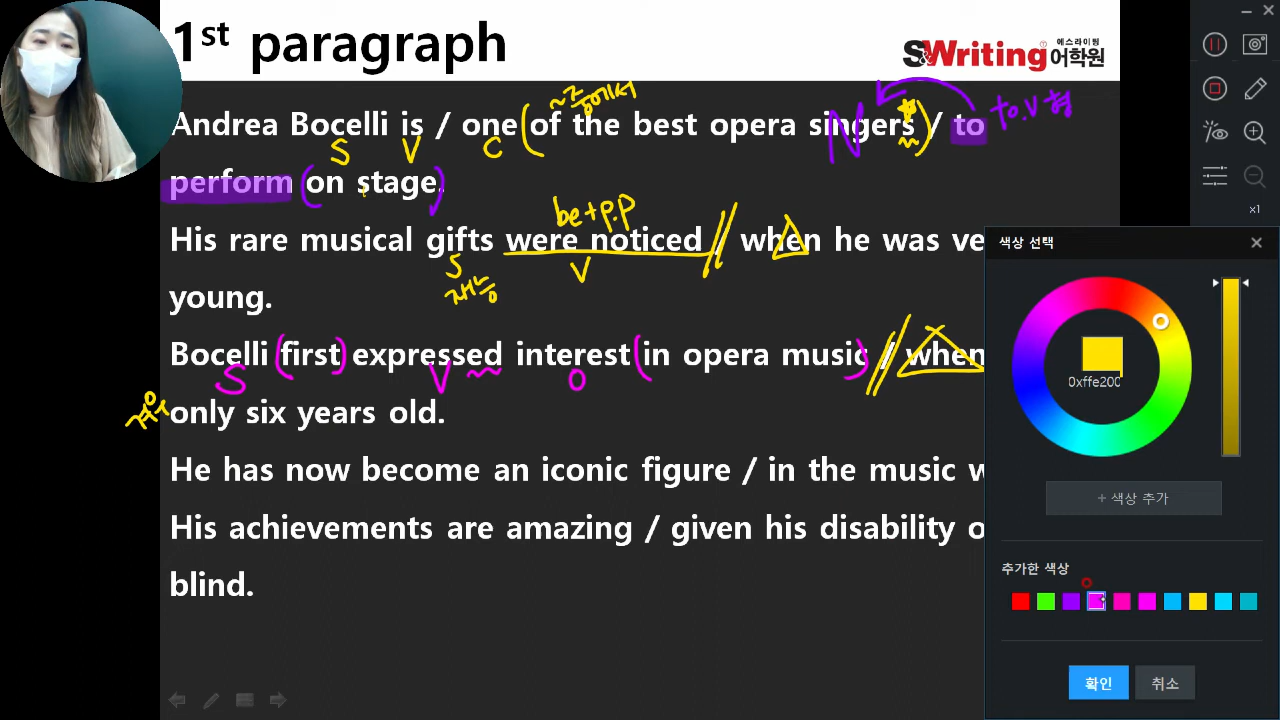 1st paragraph
S&Writing 에스라이팅 어학원
~중에서
Andrea Bocelli is / one (of the best opera singers) / to
N
to.V 형
S V C
perform (on stage).
be+p.p
His rare musical gifts were noticed // when he was ve
S V
재능
young.
Bocelli (first) expressed interest (in opera music) // when
S V O
only six years old.
He has now become an iconic figure / in the music w
His achievements are amazing / given his disability o
blind.
x1
색상 선택
0xffe200
+ 색상 추가
추가한 색상
확인 취소